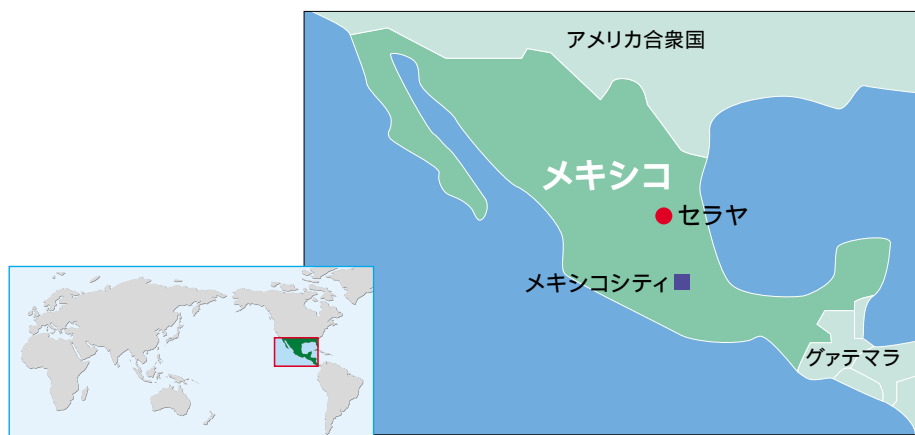 アメリカ合衆国
メキシコ
セラヤ
メキシコシティ
グァテマラ